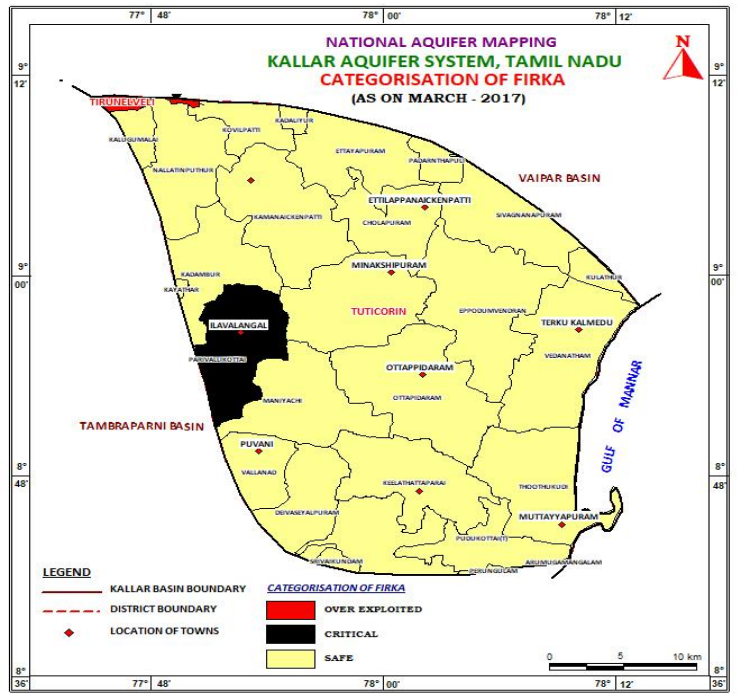 77° 48' 78° 00' 78° 12'
NATIONAL AQUIFER MAPPING
KALLAR AQUIFER SYSTEM, TAMIL NADU
CATEGORISATION OF FIRKA
(AS ON MARCH - 2017)
N
9°
12'
9°
12'
TIRUNELVELI
KADALIYUR
KOVILPATTI
KALUGUMALAI
ETTAYAPURAM
PADARNTHAPULI
NALLATINPUTHUR
VAIPAR BASIN
ETTILAPPANAICKENPATTI
KAMANAICKENPATTI
CHOLAPURAM
SIVAGNANAPURAM
MINAKSHIPURAM
9°
00'
9°
00'
KADAMBUR
KULATHUR
KAYATHAR
TUTICORIN
EPPODUMVENDRAN
ILAVALANGAL
TERKU KALMEDU
PARIVALLIKOTTAI
VEDANATHAM
OTTAPPIDARAM
OTTAPIDARAM
MANIYACHI
GULF OF MANNAR
TAMBRAPARNI BASIN
PUVANI
VALLANAD
8°
48'
8°
48'
KEELATHATTAPARAI
THOOTHUKUDI
DEIVASEYALPURAM
MUTTAYYAPURAM
PUDUKOTTAI(T)
SRIVAIKUNDAM
PERUNGULAM
ARUMUGAMANGALAM
LEGEND
KALLAR BASIN BOUNDARY
DISTRICT BOUNDARY
LOCATION OF TOWNS
CATEGORISATION OF FIRKA
OVER EXPLOITED
CRITICAL
SAFE
0 5 10 km
8°
36'
8°
36'
77° 48' 78° 00' 78° 12'